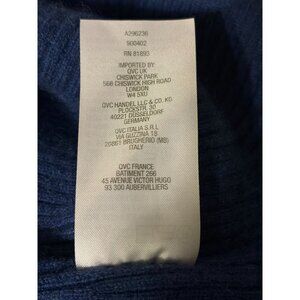 A296236
900402
RN 81893
IMPORTED BY:
QVC UK
CHISWICK PARK
566 CHISWICK HIGH ROAD
LONDON
W4 5XU
QVC HANDEL LLC & CO. KG
PLOCKSTR. 30
40221 DÜSSELDORF
GERMANY
QVC ITALIA S.R.L
VIA GUZZINA 18
20861 BRUGHERIO (MB)
ITALY
QVC FRANCE
BATIMENT 266
45 AVENUE VICTOR HUGO
93 300 AUBERVILLIERS